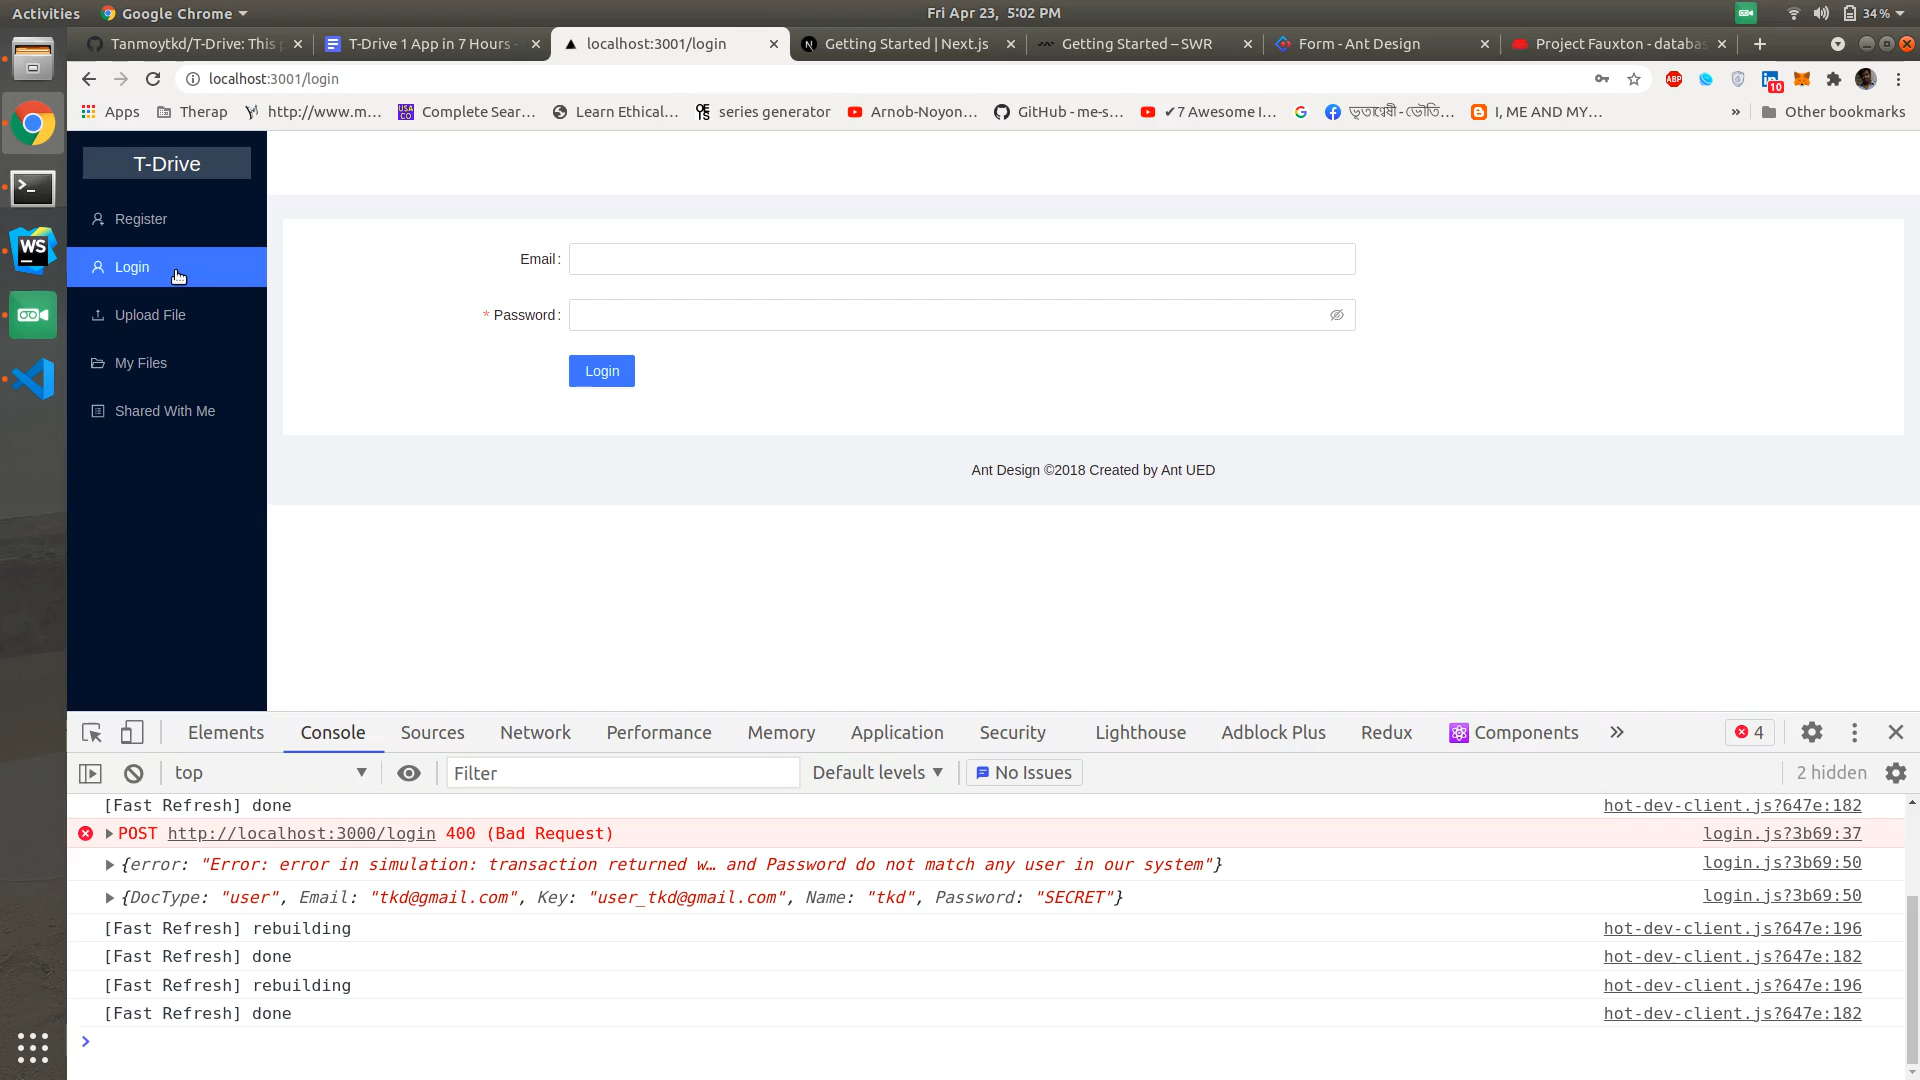 Activities Google Chrome Fri Apr 23, 5:02 PM 34%
Tanmoytkd/T-Drive: This p T-Drive 1 App in 7 Hours - localhost:3001/login Getting Started | Next.js Getting Started – SWR Form - Ant Design Project Fauxton - databas
localhost:3001/login 10
Apps Therap http://www.m... Complete Sear... Learn Ethical... series generator Arnob-Noyon... GitHub - me-s... ✔7 Awesome I... I, ME AND MY... » Other bookmarks
T-Drive
Register
Login
Upload File
My Files
Shared With Me
Email:
* Password:
Login
Ant Design ©2018 Created by Ant UED
Elements Console Sources Network Performance Memory Application Security Lighthouse Adblock Plus Redux Components » 4
top Filter Default levels No Issues 2 hidden
[Fast Refresh] done hot-dev-client.js?647e:182
POST http://localhost:3000/login 400 (Bad Request) login.js?3b69:37
{error: "Error: error in simulation: transaction returned w… and Password do not match any user in our system"} login.js?3b69:50
{DocType: "user", Email: "tkd@gmail.com", Key: "user_tkd@gmail.com", Name: "tkd", Password: "SECRET"} login.js?3b69:50
[Fast Refresh] rebuilding hot-dev-client.js?647e:196
[Fast Refresh] done hot-dev-client.js?647e:182
[Fast Refresh] rebuilding hot-dev-client.js?647e:196
[Fast Refresh] done hot-dev-client.js?647e:182